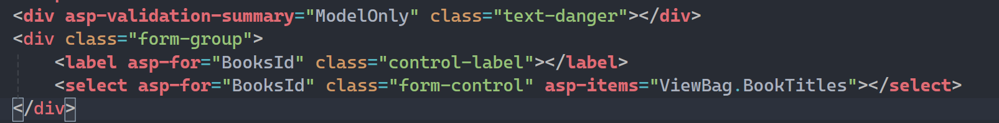 <div asp-validation-summary="ModelOnly" class="text-danger"></div>
<div class="form-group">
    <label asp-for="BooksId" class="control-label"></label>
    <select asp-for="BooksId" class="form-control" asp-items="ViewBag.BookTitles"></select>
</div>